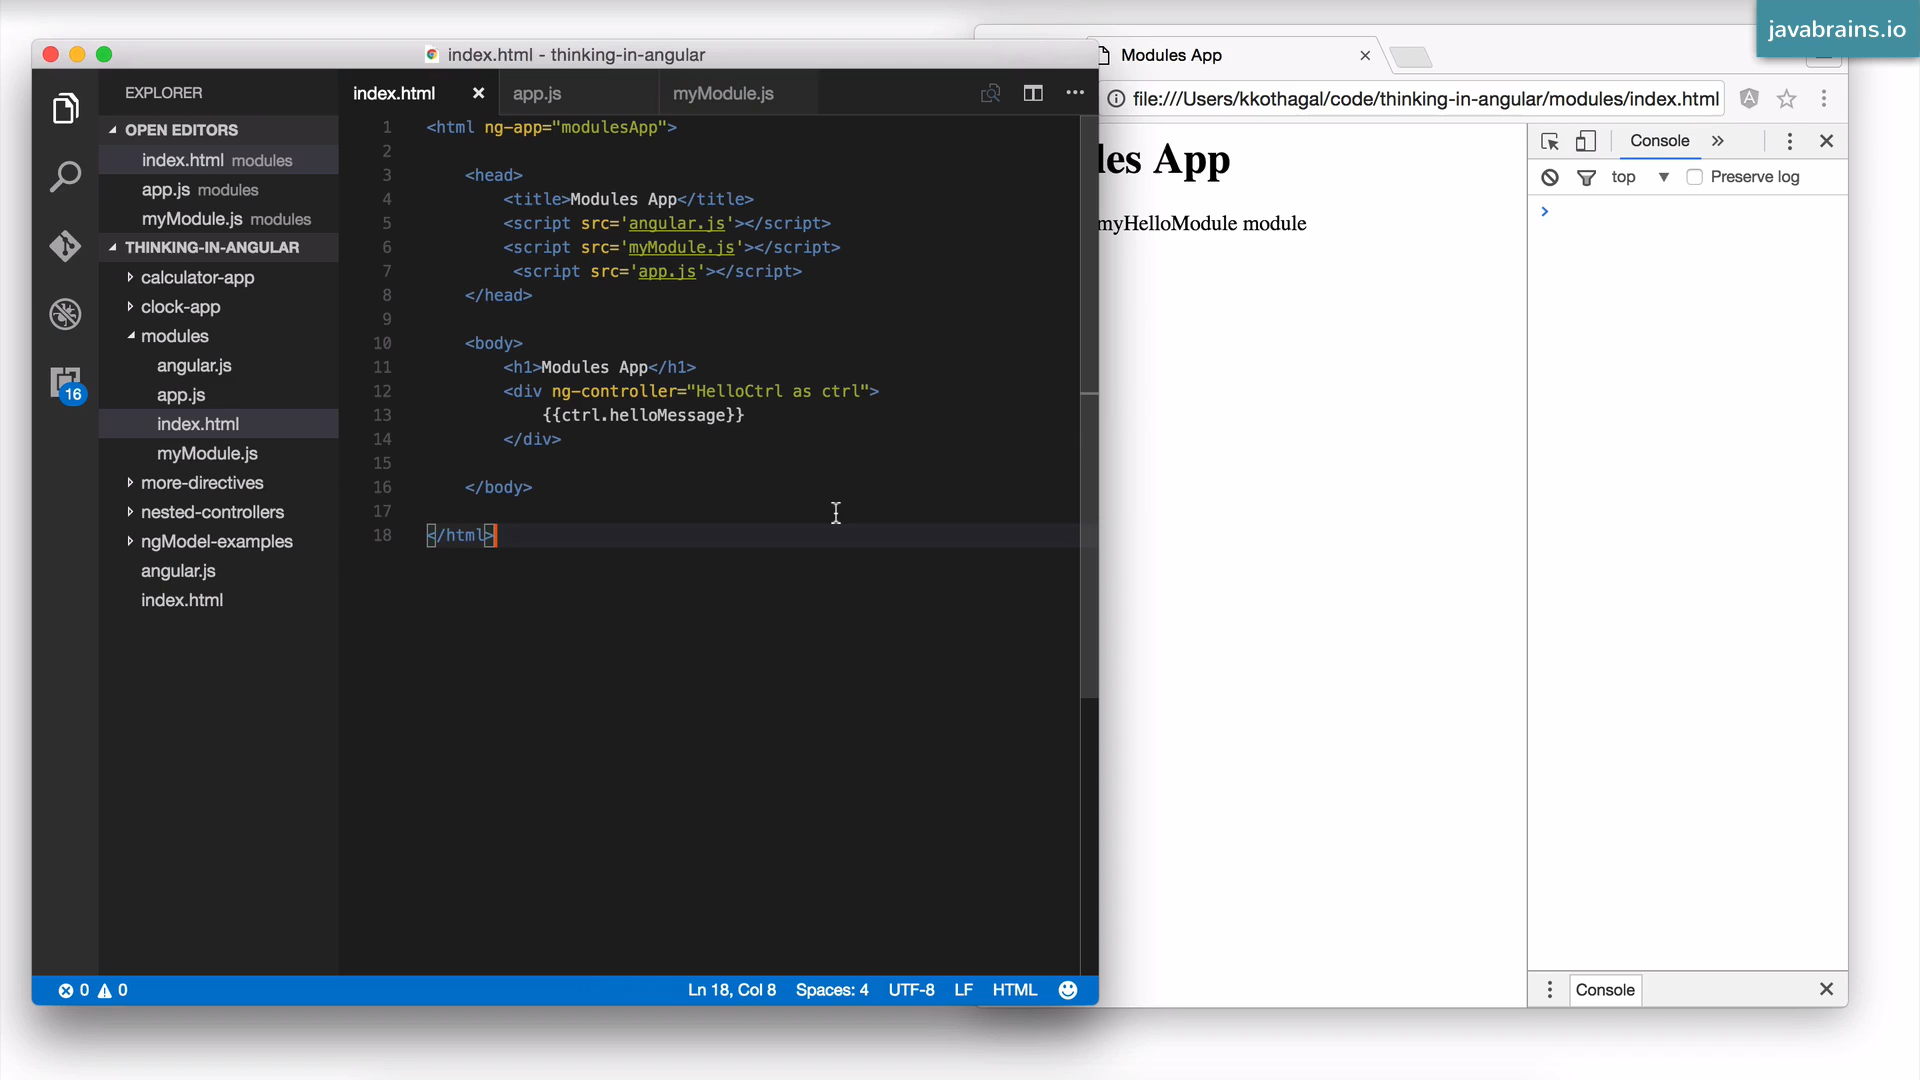 javabrains.io
index.html - thinking-in-angular
EXPLORER
OPEN EDITORS
index.html modules
app.js modules
myModule.js modules
THINKING-IN-ANGULAR
calculator-app
clock-app
modules
angular.js
app.js
index.html
myModule.js
more-directives
nested-controllers
ngModel-examples
angular.js
index.html
16
index.html app.js myModule.js
1 <html ng-app="modulesApp">
2
3 <head>
4 <title>Modules App</title>
5 <script src='angular.js'></script>
6 <script src='myModule.js'></script>
7 <script src='app.js'></script>
8 </head>
9
10 <body>
11 <h1>Modules App</h1>
12 <div ng-controller="HelloCtrl as ctrl">
13 {{ctrl.helloMessage}}
14 </div>
15
16 </body>
17
18 </html>
0 0 Ln 18, Col 8 Spaces: 4 UTF-8 LF HTML
Modules App
file:///Users/kkothagal/code/thinking-in-angular/modules/index.html
les App
myHelloModule module
Console
top Preserve log
Console